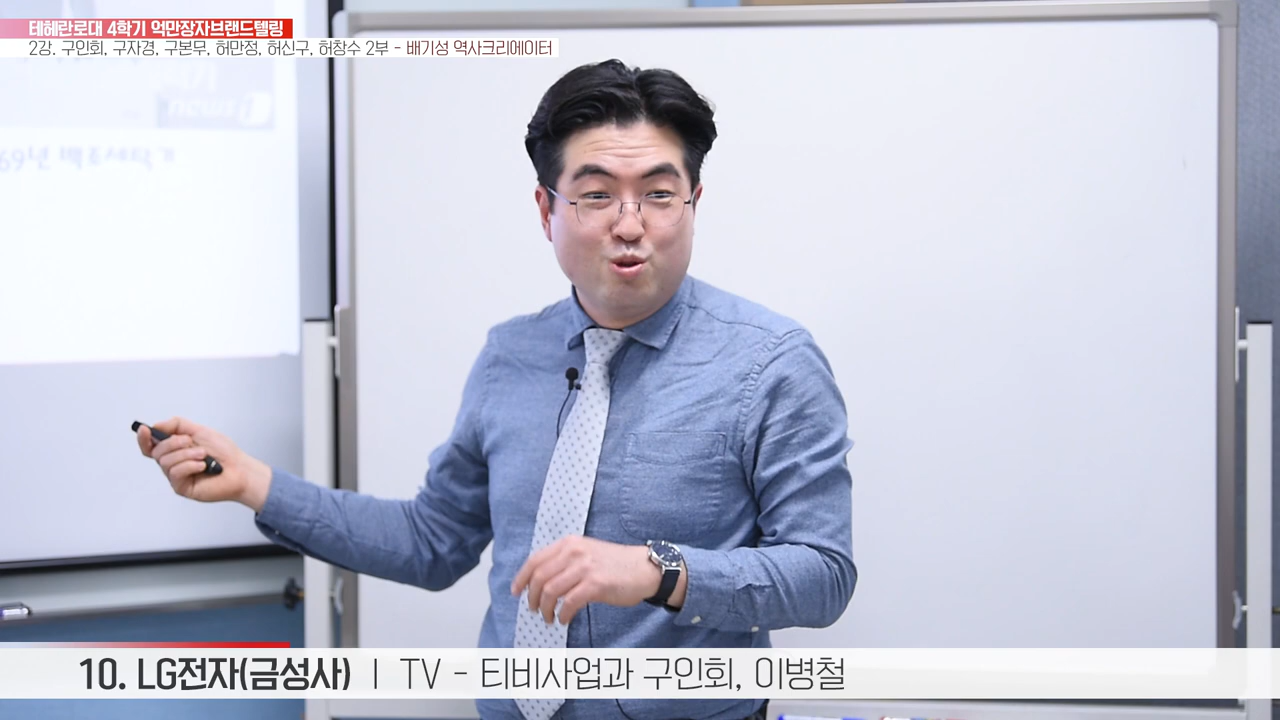 테헤란로대 4학기 억만장자브랜드텔링
2강. 구인회, 구자경, 구본무, 허만정, 허신구, 허창수 2부 - 배기성 역사크리에이터
news1
10. LG전자(금성사) | TV - 티비사업과 구인회, 이병철